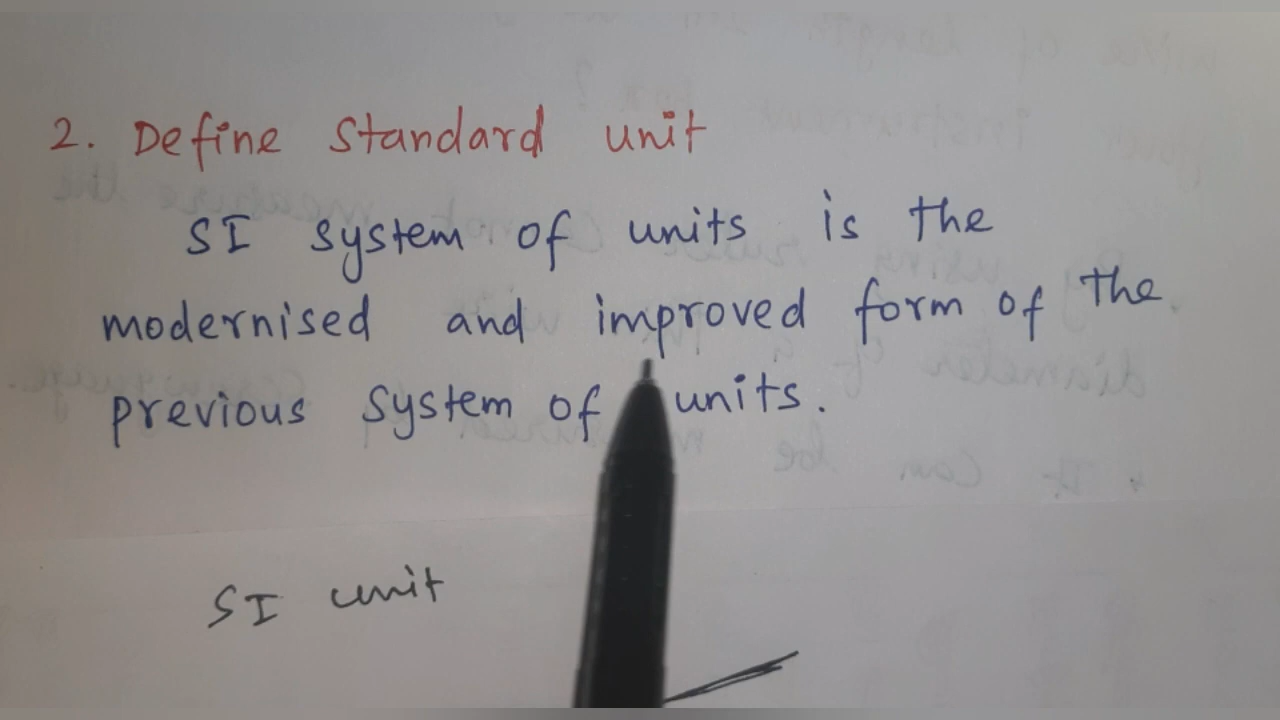 2. Define Standard unit
SI system of units is the
modernised and improved form of the
previous system of units.
SI unit